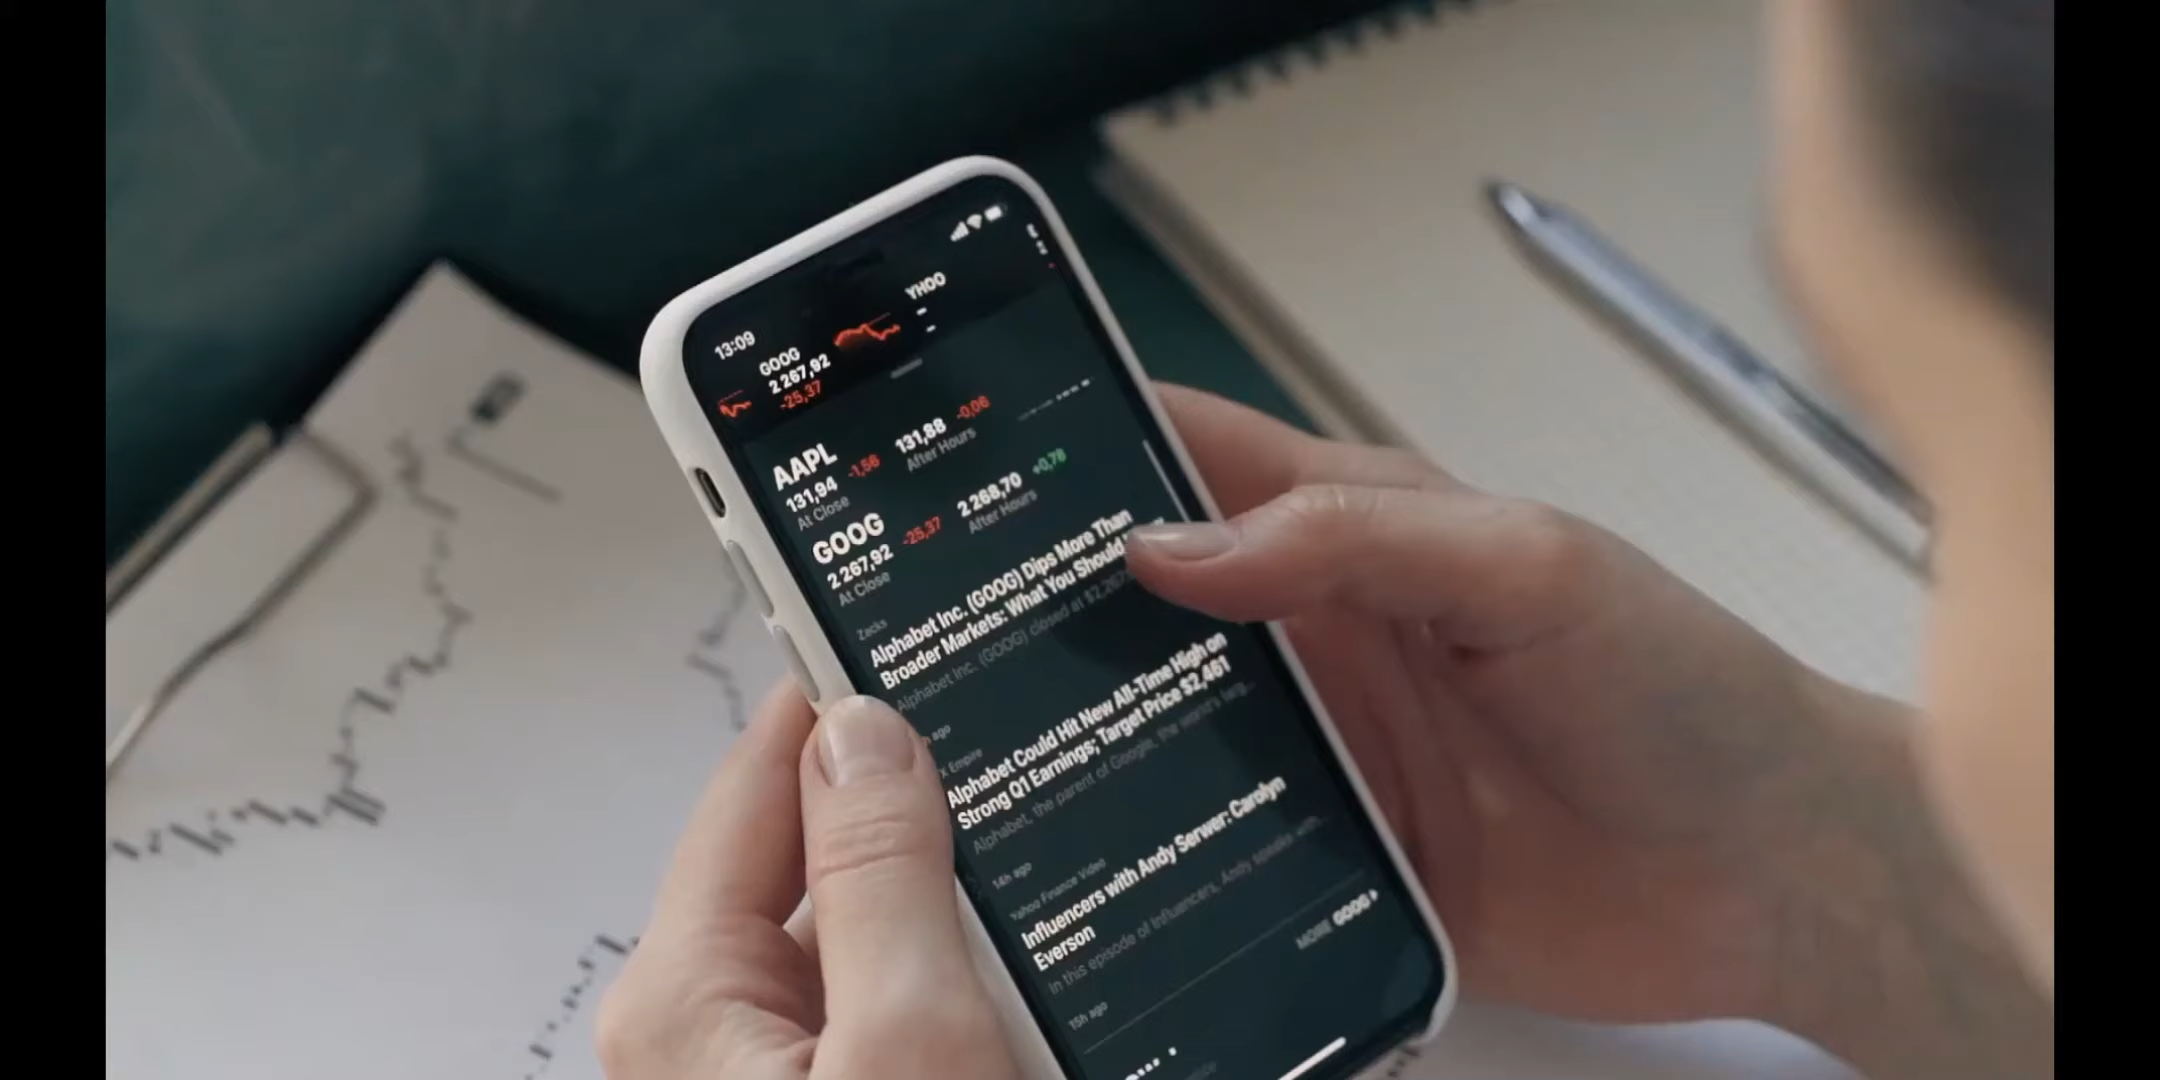 13:09
GOOG
2 267,92
-25,37
YHOO
AAPL
131,94 -1,56
At Close
131,88 -0,06
After Hours
GOOG
2 267,92 -25,37
At Close
2 268,70 +0,78
After Hours
Zacks
Alphabet Inc. (GOOG) Dips More Than
Broader Markets: What You Should
Alphabet Inc. (GOOG) closed at $2,267
h ago
X Empire
Alphabet Could Hit New All-Time High on
Strong Q1 Earnings; Target Price $2,461
Alphabet, the parent of Google, the world's larg...
14h ago
Yahoo Finance Video
Influencers with Andy Serwer: Carolyn
Everson
In this episode of Influencers, Andy speaks with...
15h ago
MORE GOOG